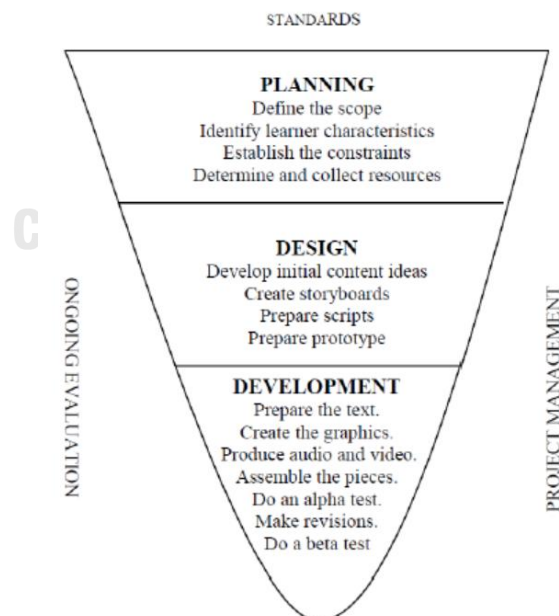 STANDARDS
PLANNING
Define the scope
Identify learner characteristics
Establish the constraints
Determine and collect resources
C
DESIGN
Develop initial content ideas
Create storyboards
Prepare scripts
Prepare prototype
ONGOING EVALUATION
PROJECT MANAGEMENT
DEVELOPMENT
Prepare the text.
Create the graphics.
Produce audio and video.
Assemble the pieces.
Do an alpha test.
Make revisions.
Do a beta test